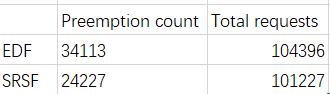 Preemption count Total requests
EDF 34113 104396
SRSF 24227 101227